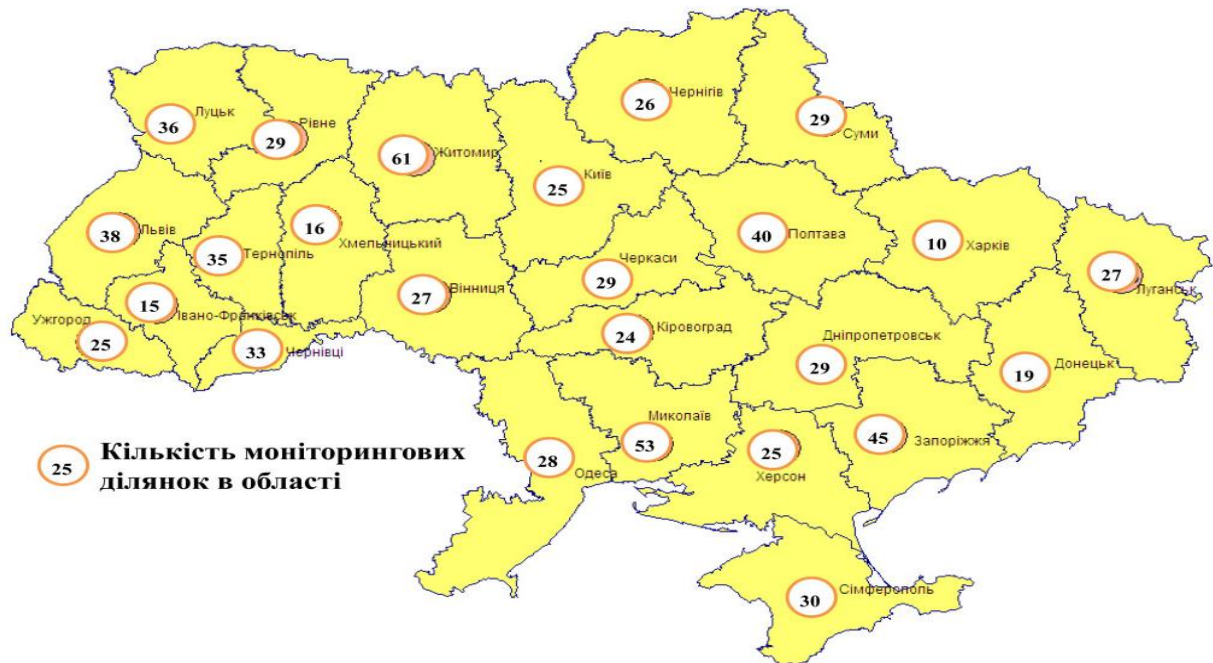 Чернігів
26
Луцьк
36
Рівне
29
Суми
29
Житомир
61
Київ
25
Львів
38
Тернопіль
35
Хмельницький
16
Полтава
40
Харків
10
Черкаси
29
Вінниця
27
Луганськ
27
Івано-Франківськ
15
Ужгород
25
Чернівці
33
Кіровоград
24
Дніпропетровськ
29
Донецьк
19
Миколаїв
53
Запоріжжя
45
Херсон
25
Одеса
28
Сімферополь
30
25
Кількість моніторингових
ділянок в області